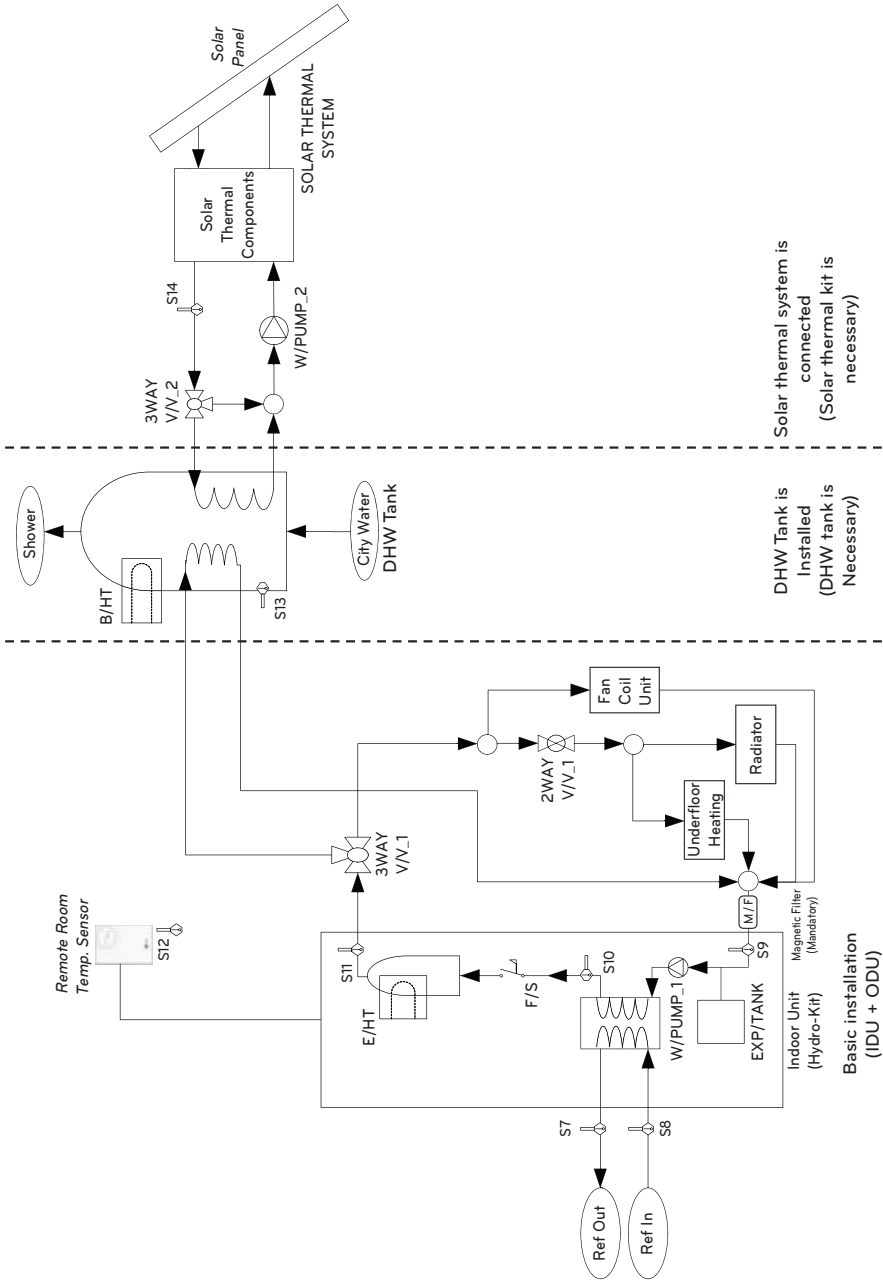 Remote Room
Temp. Sensor
S12
Ref Out
Ref In
S7
S8
E/HT
S11
F/S
S10
W/PUMP_1
EXP/TANK
S9
M/F
Magnetic Filter
(Mandatory)
Indoor Unit
(Hydro-Kit)
Basic installation
(IDU + ODU)
3WAY
V/V_1
2WAY
V/V_1
Underfloor
Heating
Radiator
Fan
Coil
Unit
Shower
B/HT
S13
City Water
DHW Tank
DHW Tank is
Installed
(DHW tank is
Necessary)
3WAY
V/V_2
S14
W/PUMP_2
Solar
Thermal
Components
Solar
Panel
SOLAR THERMAL
SYSTEM
Solar thermal system is
connected
(Solar thermal kit is
necessary)